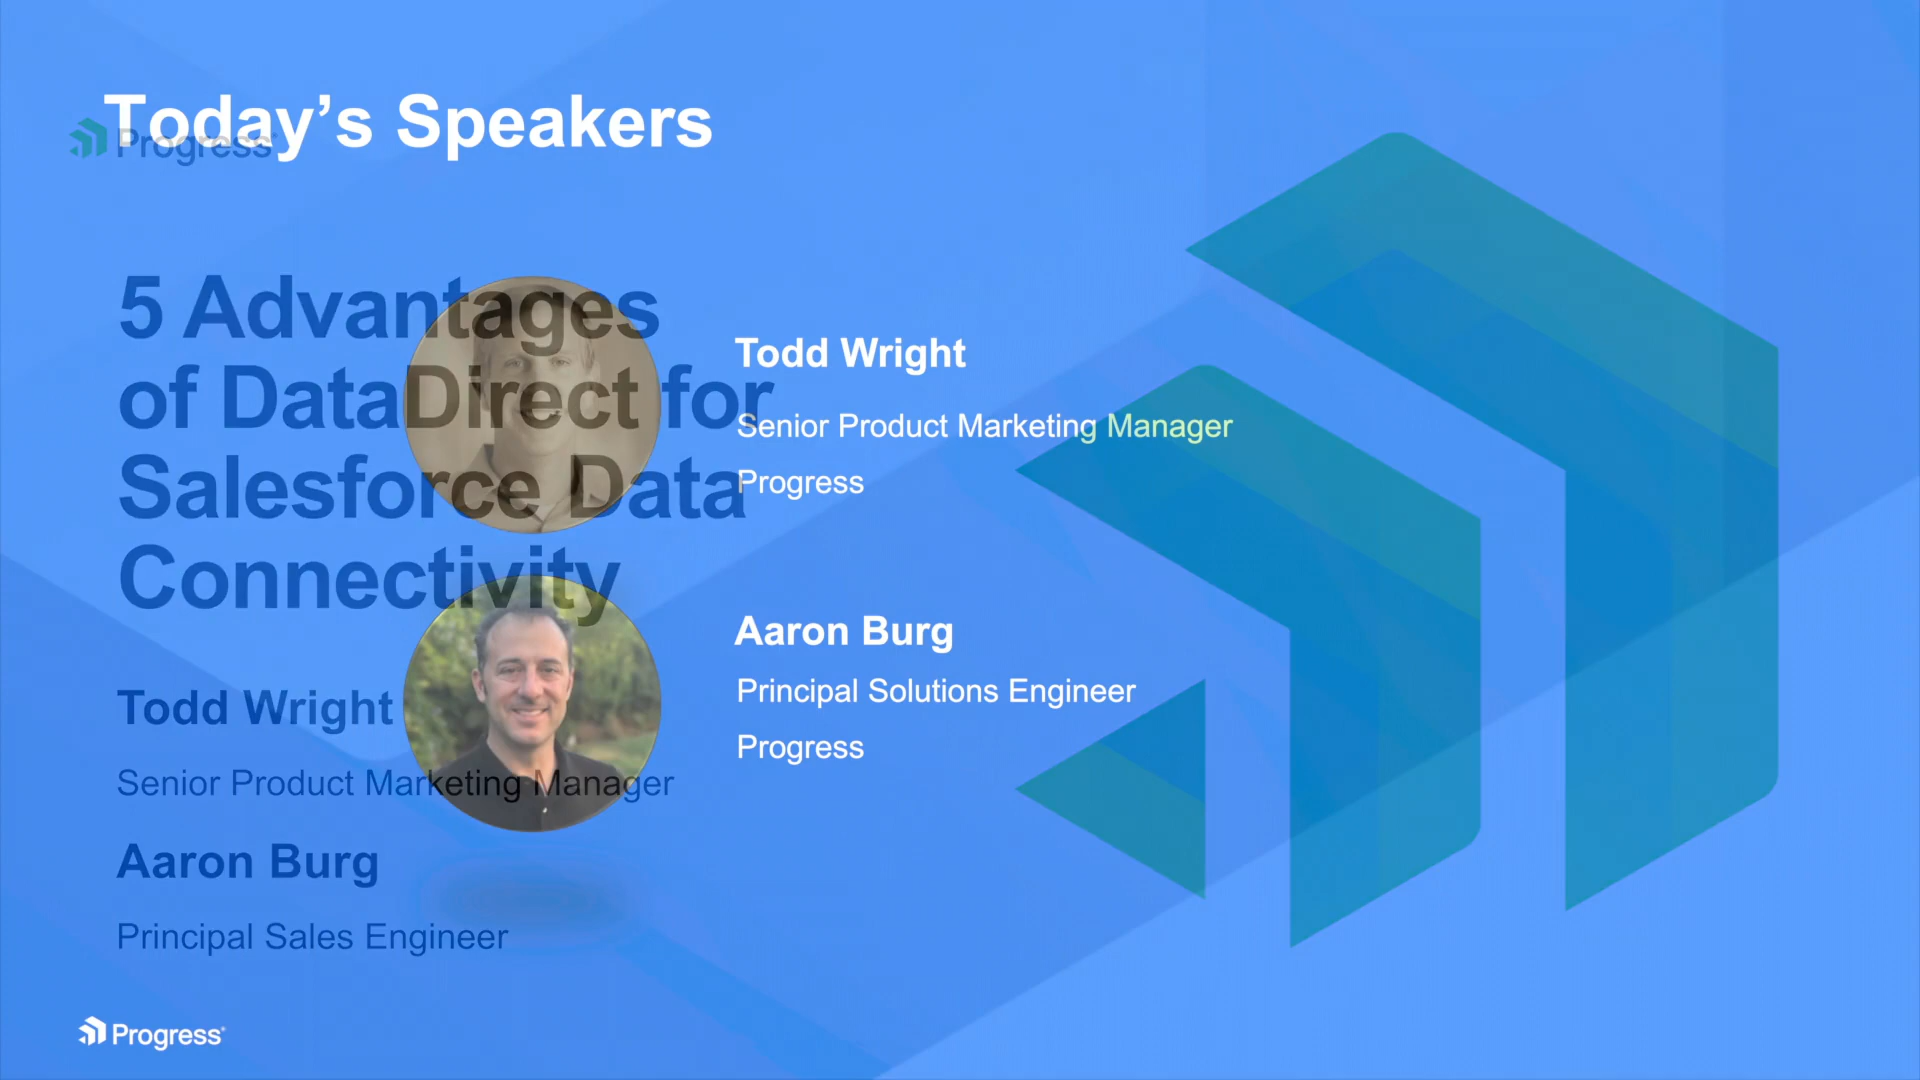 Today’s Speakers
Progress
5 Advantages
of DataDirect for
Salesforce Data
Connectivity
Todd Wright
Senior Product Marketing Manager
Aaron Burg
Principal Sales Engineer
Todd Wright
Senior Product Marketing Manager
Progress
Aaron Burg
Principal Solutions Engineer
Progress
Progress